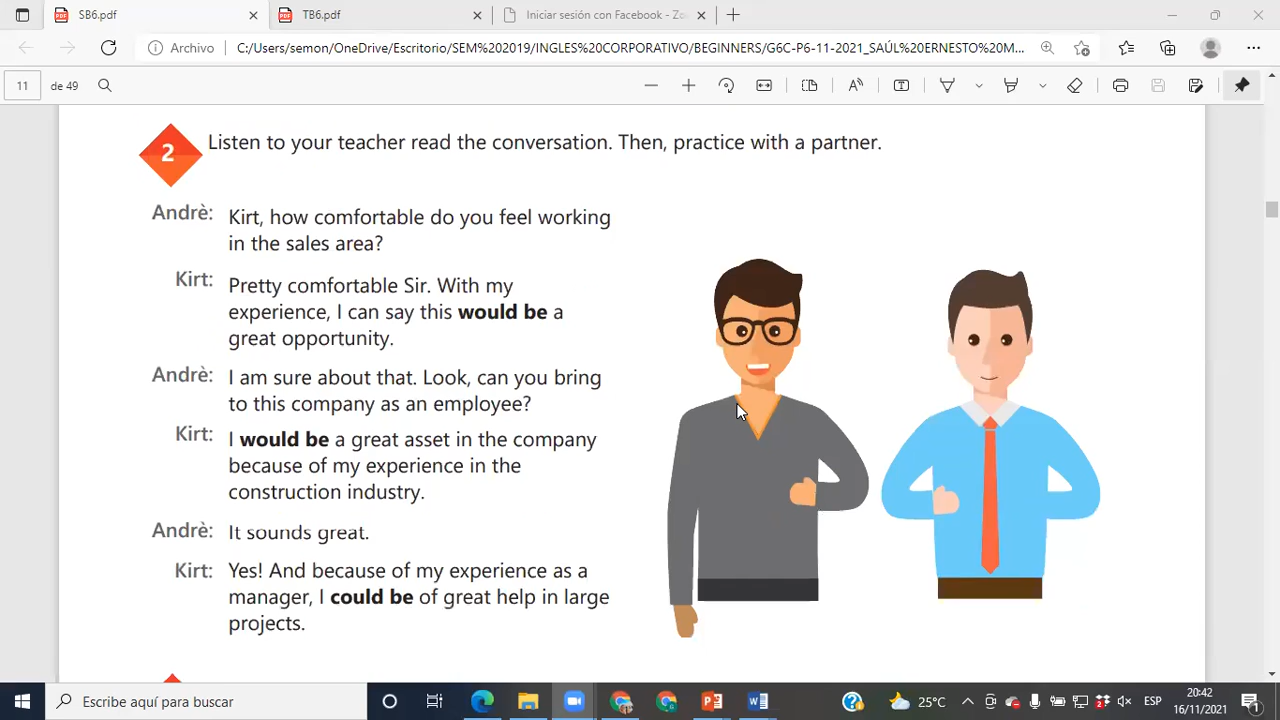 SB6.pdf
TB6.pdf
Iniciar sesión con Facebook - Zoo
Archivo
C:/Users/semon/OneDrive/Escritorio/SEM%202019/INGLES%20CORPORATIVO/BEGINNERS/G6C-P6-11-2021_SAÚL%20ERNESTO%20M...
11 de 49
2
Listen to your teacher read the conversation. Then, practice with a partner.
Andrè: Kirt, how comfortable do you feel working
in the sales area?
Kirt: Pretty comfortable Sir. With my
experience, I can say this would be a
great opportunity.
Andrè: I am sure about that. Look, can you bring
to this company as an employee?
Kirt: I would be a great asset in the company
because of my experience in the
construction industry.
Andrè: It sounds great.
Kirt: Yes! And because of my experience as a
manager, I could be of great help in large
projects.
Escribe aquí para buscar
25°C
ESP
20:42
16/11/2021
1